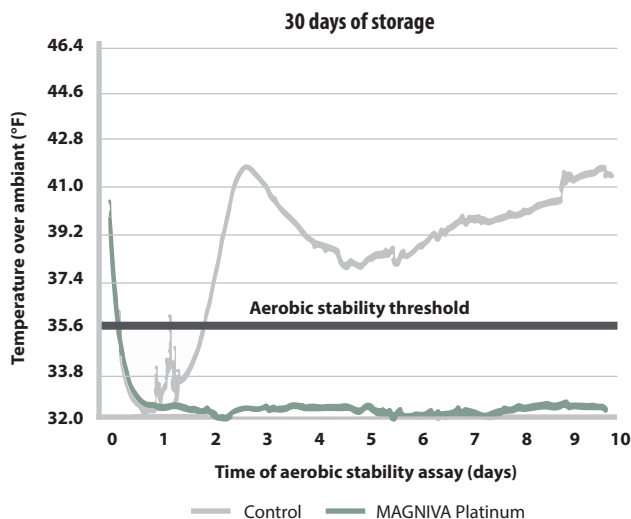 30 days of storage
Temperature over ambiant (°F)
46.4
44.6
42.8
41.0
39.2
37.4
35.6
33.8
32.0
Aerobic stability threshold
0 1 2 3 4 5 6 7 8 9 10
Time of aerobic stability assay (days)
Control MAGNIVA Platinum